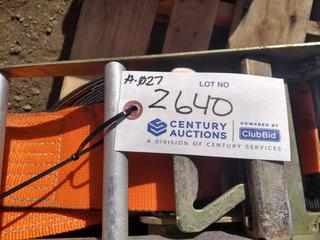 A-027
LOT NO
2640
CENTURY AUCTIONS
POWERED BY
ClubBid
A DIVISION OF CENTURY SERVICES